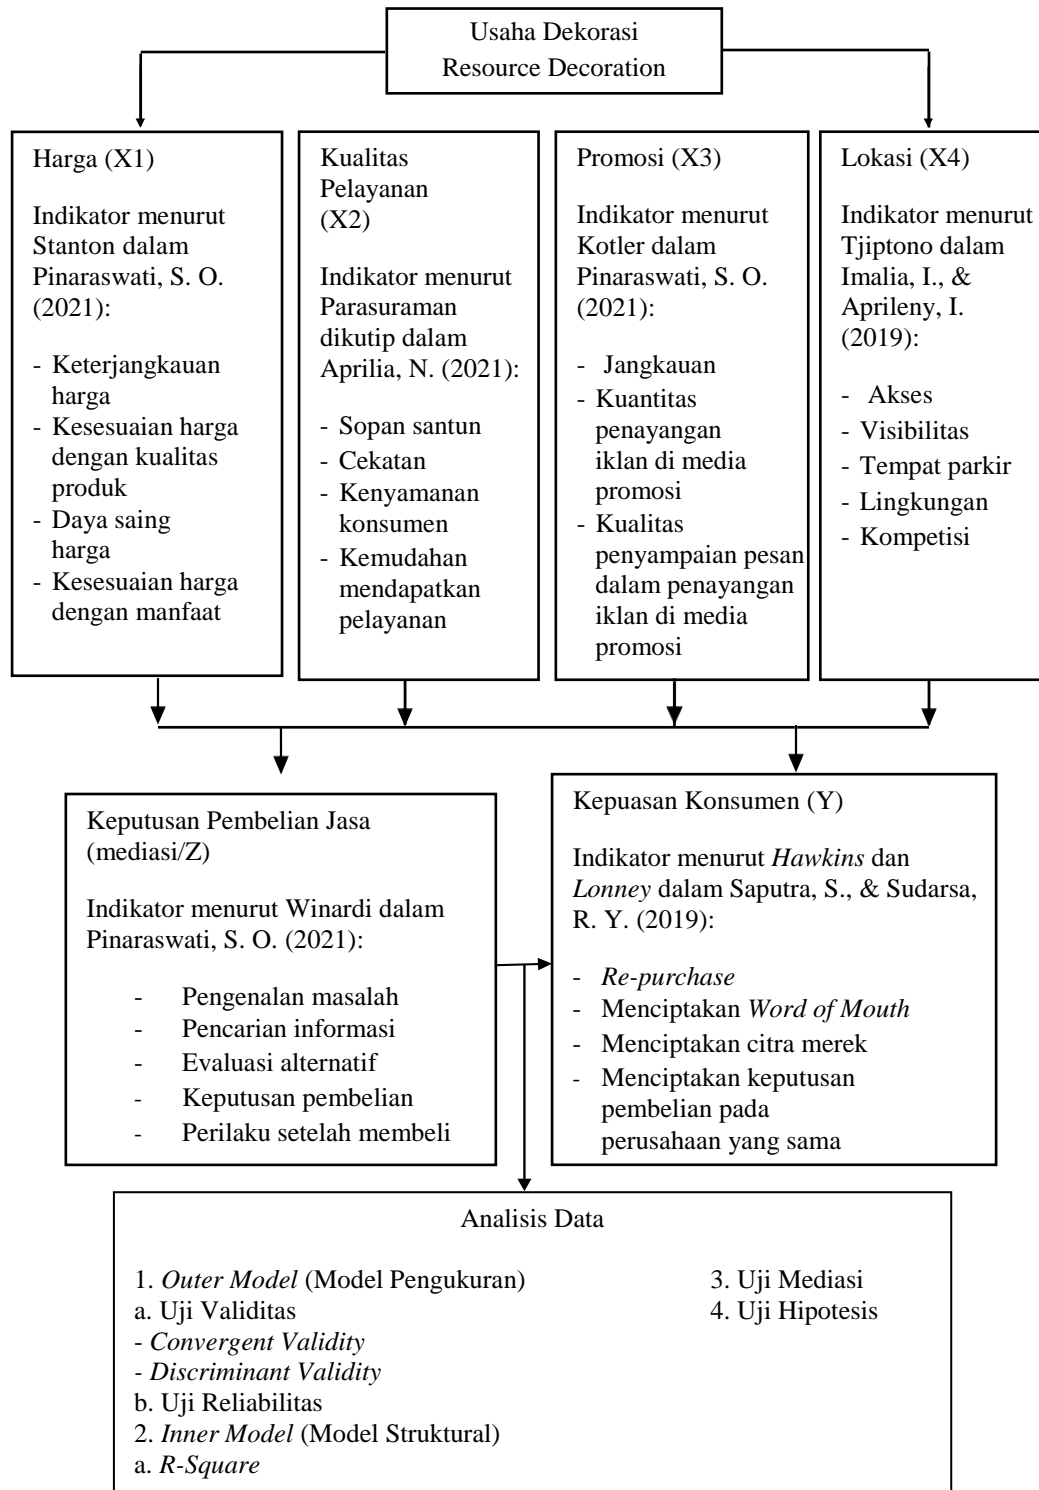 Usaha Dekorasi
Resource Decoration
Harga (X1)
Indikator menurut
Stanton dalam
Pinaraswati, S. O.
(2021):
- Keterjangkauan
harga
- Kesesuaian harga
dengan kualitas
produk
- Daya saing
harga
- Kesesuaian harga
dengan manfaat
Kualitas
Pelayanan
(X2)
Indikator menurut
Parasuraman
dikutip dalam
Aprilia, N. (2021):
- Sopan santun
- Cekatan
- Kenyamanan
konsumen
- Kemudahan
mendapatkan
pelayanan
Promosi (X3)
Indikator menurut
Kotler dalam
Pinaraswati, S. O.
(2021):
- Jangkauan
- Kuantitas
penayangan
iklan di media
promosi
- Kualitas
penyampaian pesan
dalam penayangan
iklan di media
promosi
Lokasi (X4)
Indikator menurut
Tjiptono dalam
Imalia, I., &
Aprileny, I.
(2019):
- Akses
- Visibilitas
- Tempat parkir
- Lingkungan
- Kompetisi
Keputusan Pembelian Jasa
(mediasi/Z)
Indikator menurut Winardi dalam
Pinaraswati, S. O. (2021):
- Pengenalan masalah
- Pencarian informasi
- Evaluasi alternatif
- Keputusan pembelian
- Perilaku setelah membeli
Kepuasan Konsumen (Y)
Indikator menurut Hawkins dan
Lonney dalam Saputra, S., & Sudarsa,
R. Y. (2019):
- Re-purchase
- Menciptakan Word of Mouth
- Menciptakan citra merek
- Menciptakan keputusan
pembelian pada
perusahaan yang sama
Analisis Data
1. Outer Model (Model Pengukuran)
a. Uji Validitas
- Convergent Validity
- Discriminant Validity
b. Uji Reliabilitas
2. Inner Model (Model Struktural)
a. R-Square
3. Uji Mediasi
4. Uji Hipotesis